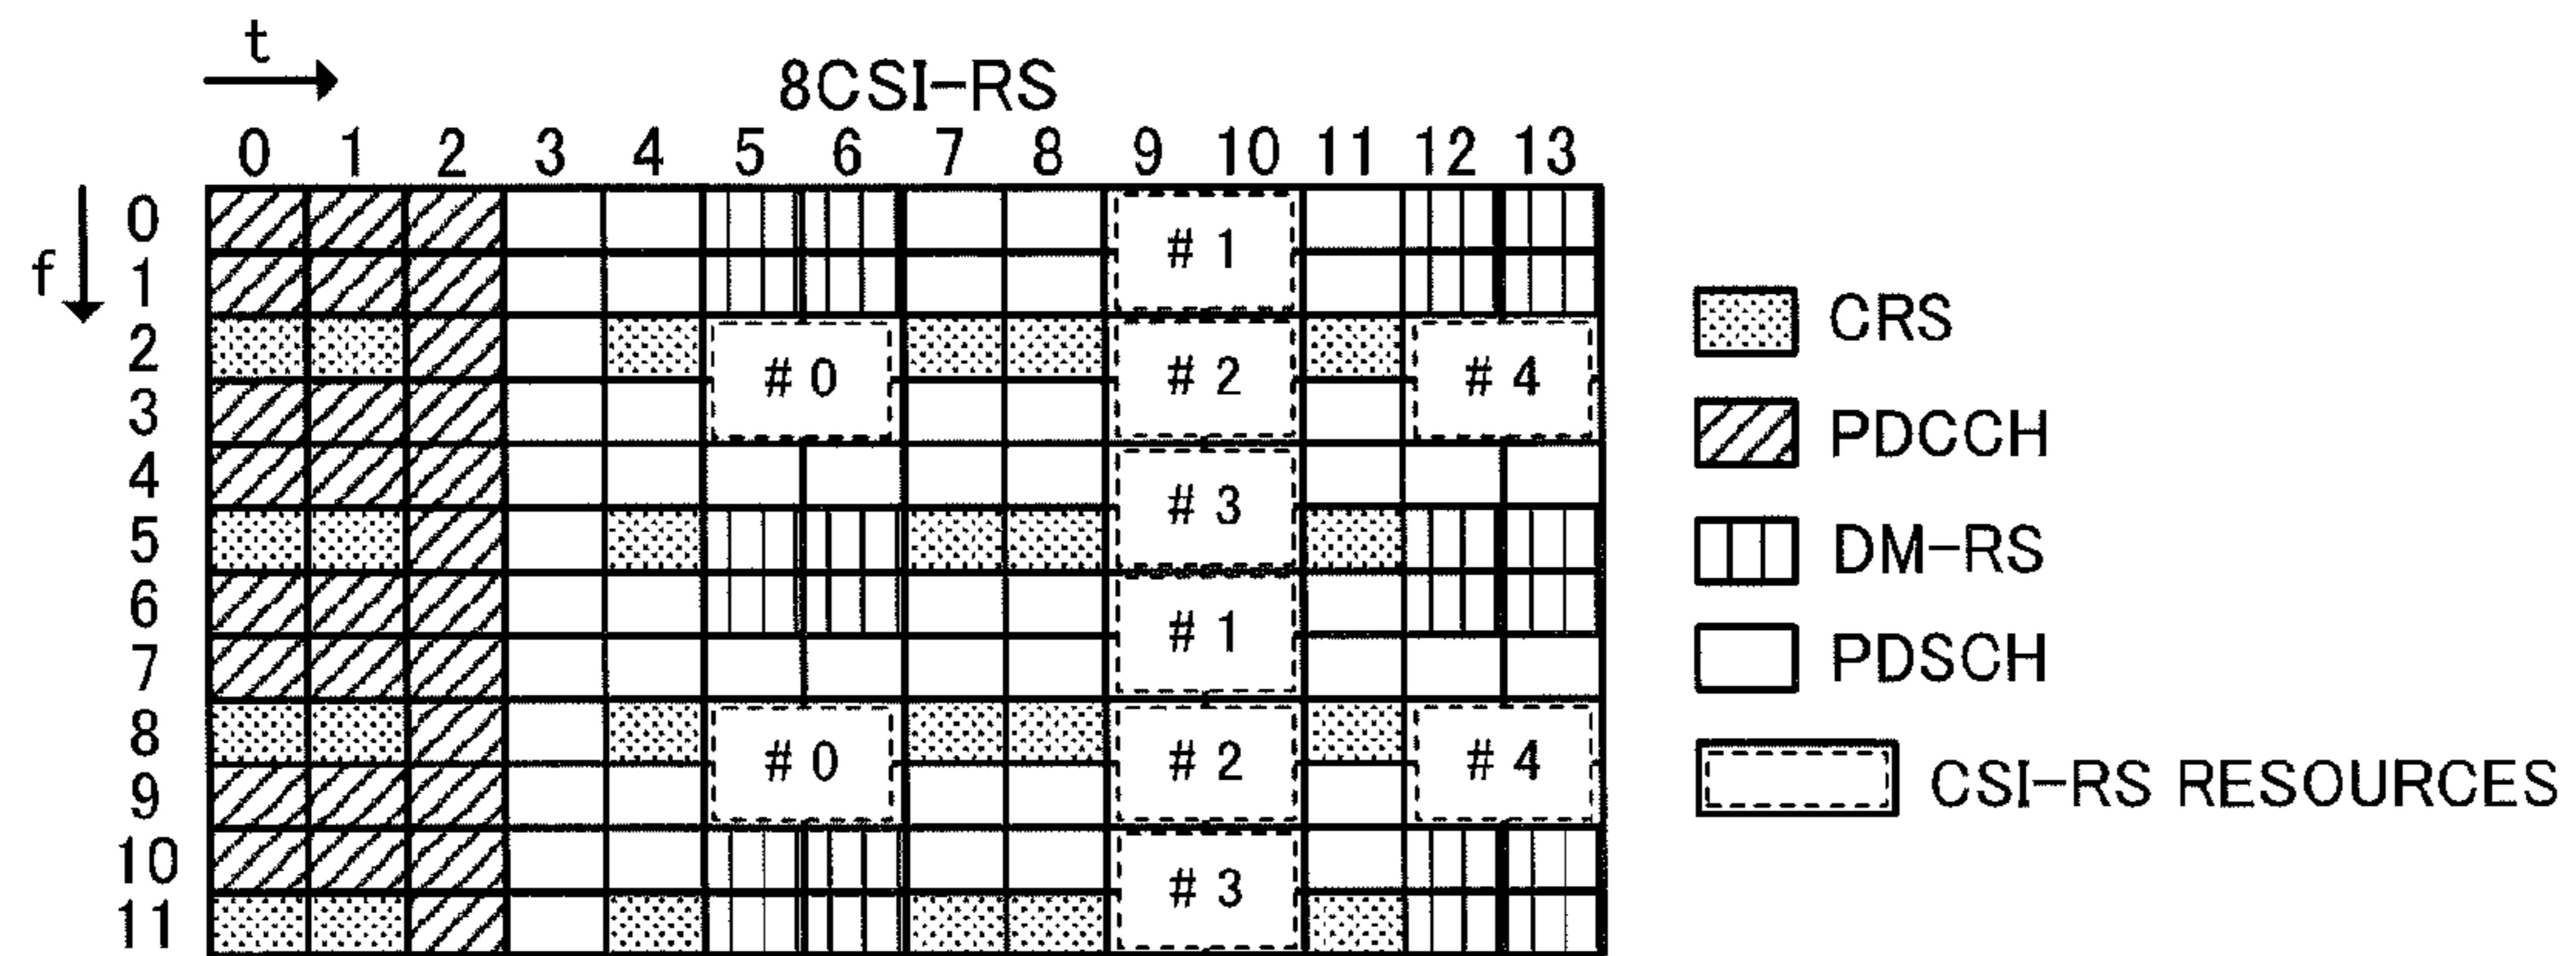 t
8CSI-RS
0 1 2 3 4 5 6 7 8 9 10 11 12 13
f
0
# 1
1
CRS
2
# 0 # 2 # 4
3
PDCCH
4
# 3
5
DM-RS
6
# 1
7
PDSCH
8
# 0 # 2 # 4
9
CSI-RS RESOURCES
10
# 3
11